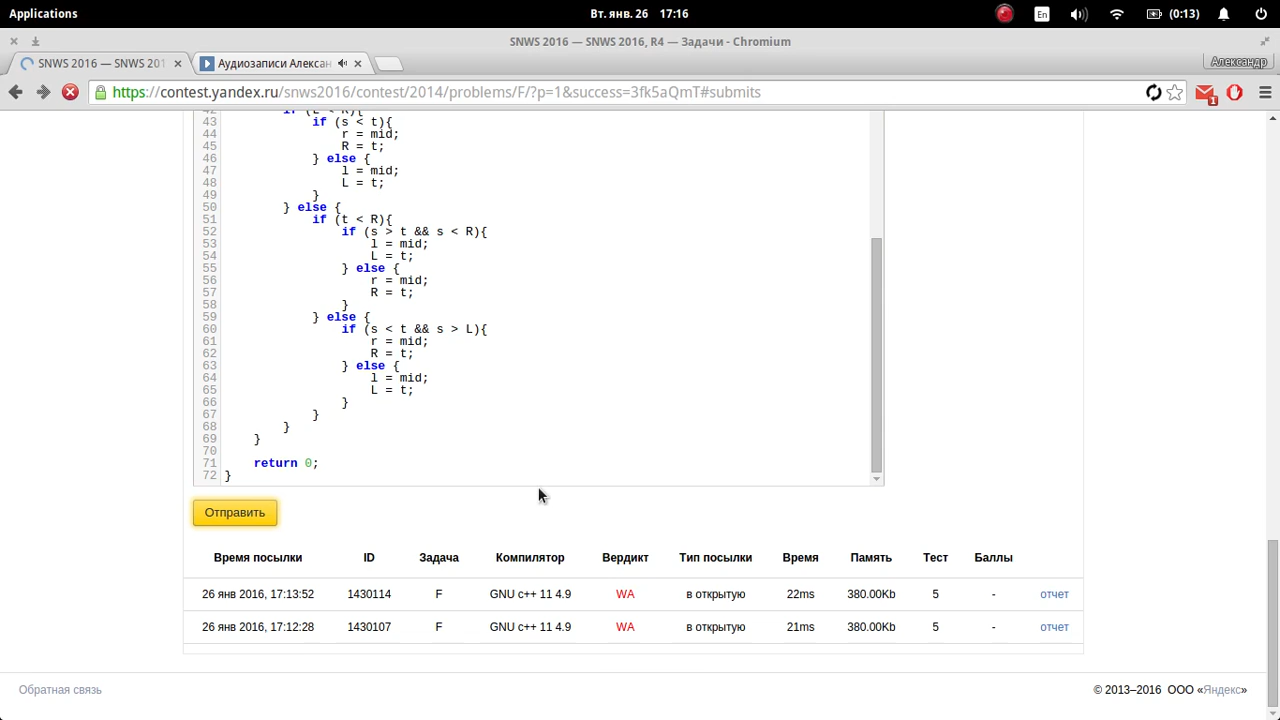 Applications
Вт. янв. 26 17:16
En
(0:13)
SNWS 2016 — SNWS 2016, R4 — Задачи - Chromium
SNWS 2016 — SNWS 201
Аудиозаписи Алексан
Александр
https://contest.yandex.ru/snws2016/contest/2014/problems/F/?p=1&success=3fk5aQmT#submits
1
42 if (L < R){
43 if (s < t){
44 r = mid;
45 R = t;
46 } else {
47 l = mid;
48 L = t;
49 }
50 } else {
51 if (t < R){
52 if (s > t && s < R){
53 l = mid;
54 L = t;
55 } else {
56 r = mid;
57 R = t;
58 }
59 } else {
60 if (s < t && s > L){
61 r = mid;
62 R = t;
63 } else {
64 l = mid;
65 L = t;
66 }
67 }
68 }
69 }
70
71 return 0;
72 }
Отправить
Время посылки ID Задача Компилятор Вердикт Тип посылки Время Память Тест Баллы
26 янв 2016, 17:13:52 1430114 F GNU c++ 11 4.9 WA в открытую 22ms 380.00Kb 5 - отчет
26 янв 2016, 17:12:28 1430107 F GNU c++ 11 4.9 WA в открытую 21ms 380.00Kb 5 - отчет
Обратная связь
© 2013–2016 ООО «Яндекс»